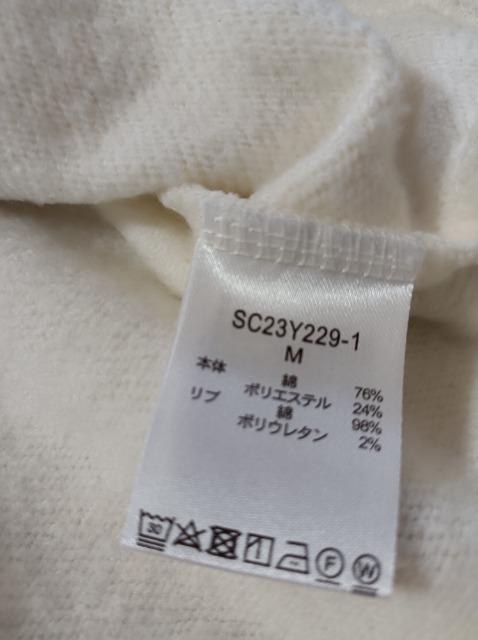 SC23Y229-1
M
本体 綿 76%
ポリエステル 24%
リブ 綿 98%
ポリウレタン 2%
30 F W